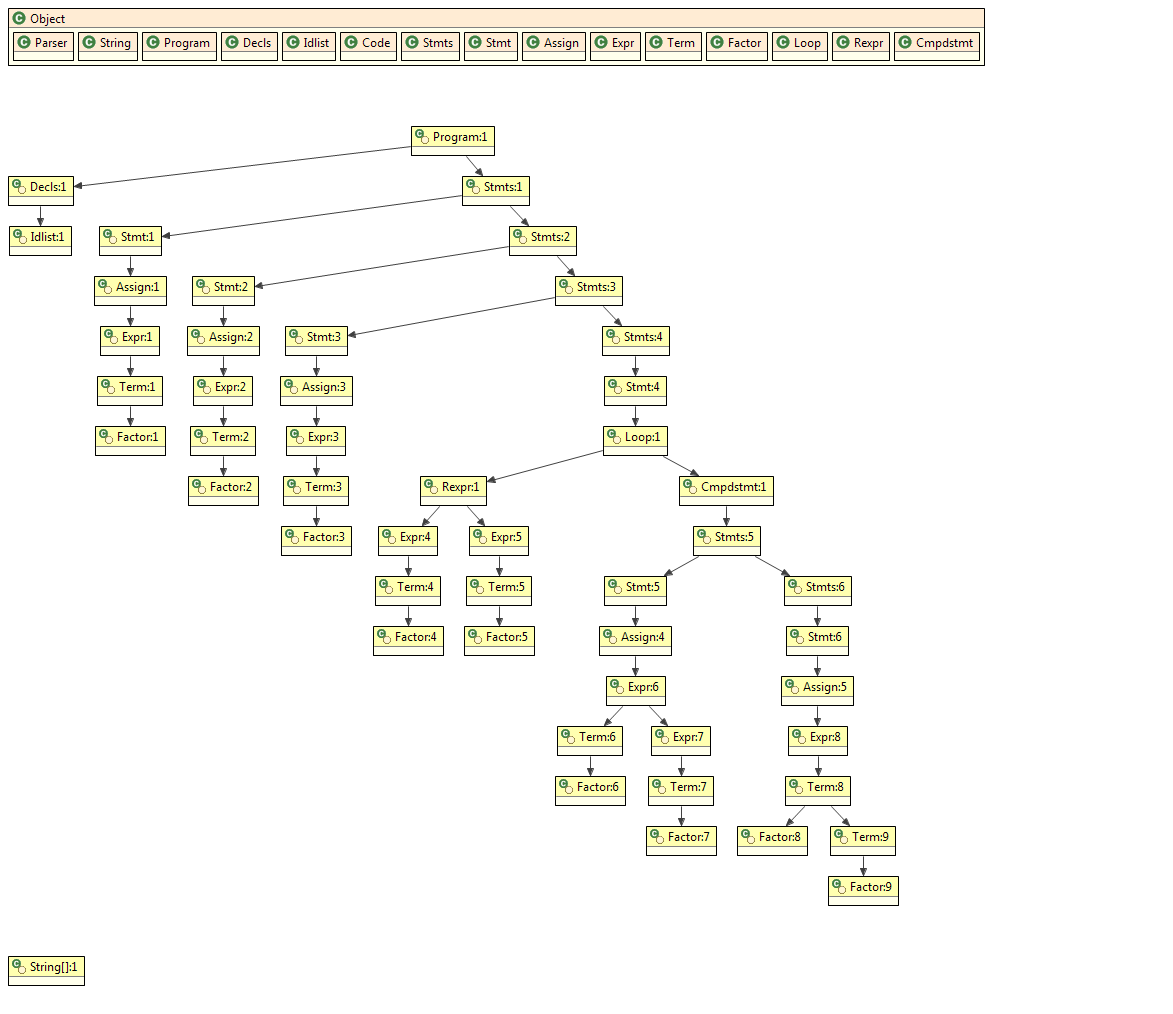 Object
Parser String Program Decls Idlist Code Stmts Stmt Assign Expr Term Factor Loop Rexpr Cmpdstmt
Program:1
Decls:1 Stmts:1
Idlist:1 Stmt:1 Stmts:2
Assign:1 Stmt:2 Stmts:3
Expr:1 Assign:2 Stmt:3 Stmts:4
Term:1 Expr:2 Assign:3 Stmt:4
Factor:1 Term:2 Expr:3 Loop:1
Factor:2 Term:3 Rexpr:1 Cmpdstmt:1
Factor:3 Expr:4 Expr:5 Stmts:5
Term:4 Term:5 Stmt:5 Stmts:6
Factor:4 Factor:5 Assign:4 Stmt:6
Expr:6 Assign:5
Term:6 Expr:7 Expr:8
Factor:6 Term:7 Term:8
Factor:7 Factor:8 Term:9
Factor:9
String[]:1